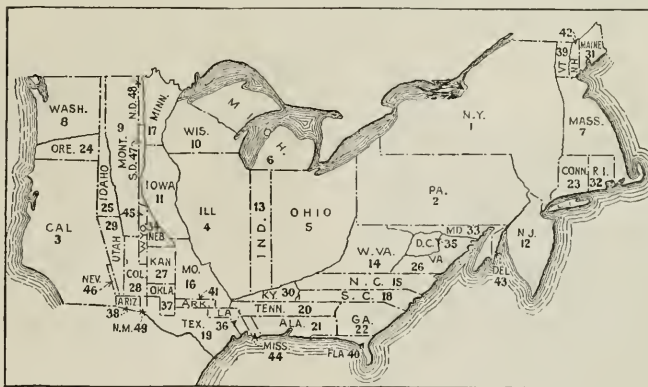 WASH.
8
ORE. 24
CAL
3
IDAHO
25
9
MONT.
N.D. 48
S.D. 47
MINN.
17
WIS.
10
MICH.
6
IOWA
11
ILL
4
13
IND.
OHIO
5
N.Y.
1
PA.
2
42
39
VT
N.H.
MAINE
31
MASS.
7
CONN.
23
R.I.
32
N.J.
12
MD 33
D.C.
35
VA
26
DEL
43
W.VA.
14
N. C. 15
S. C. 18
KY. 30
TENN. 20
ALA. 21
GA.
22
FLA 40
MISS.
44
LA
36
41
ARK.
MO.
16
TEX.
19
OKLA
37
KAN
27
34
NEB.
45
29
UTAH
COL
28
NEV.
46
ARIZ
38
N.M. 49